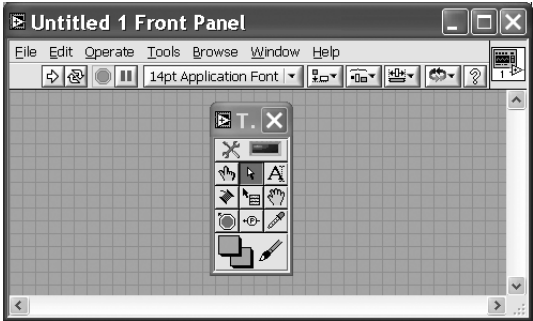 Untitled 1 Front Panel
File Edit Operate Tools Browse Window Help
14pt Application Font
?
1
T.
A
P